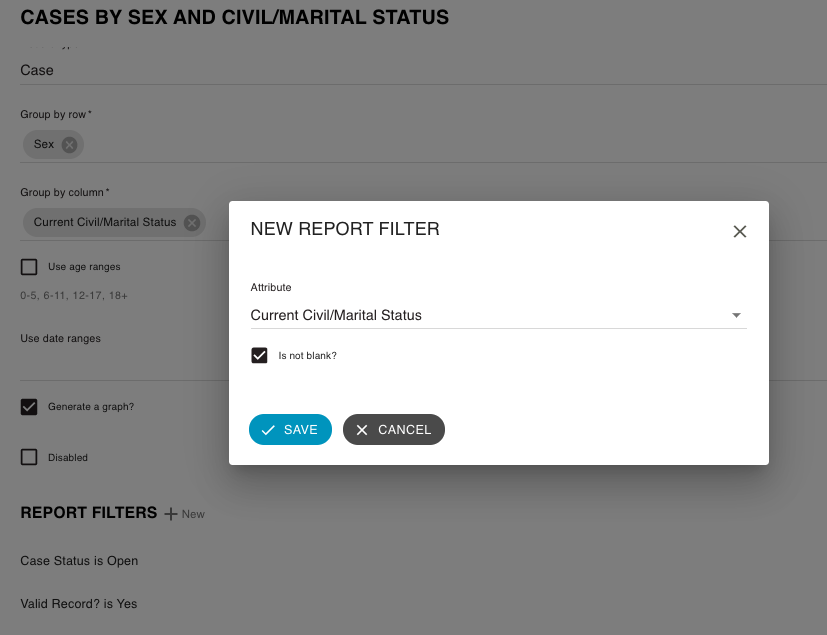 CASES BY SEX AND CIVIL/MARITAL STATUS
Case
Group by row*
Sex
Group by column*
Current Civil/Marital Status
Use age ranges
0-5, 6-11, 12-17, 18+
Use date ranges
Generate a graph?
Disabled
REPORT FILTERS
New
Case Status is Open
Valid Record? is Yes
NEW REPORT FILTER
Attribute
Current Civil/Marital Status
Is not blank?
SAVE
CANCEL